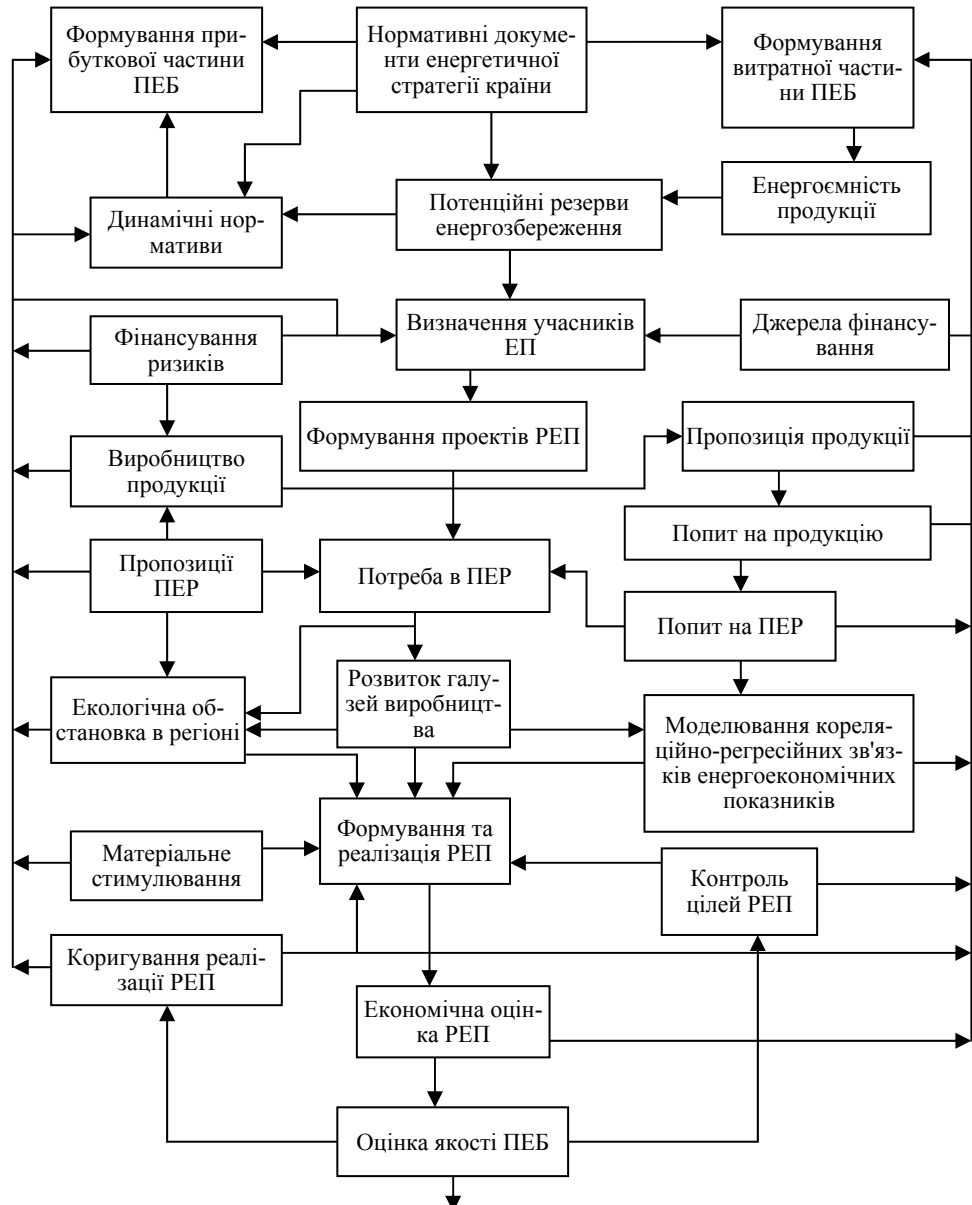 Формування при-
буткової частини
ПЕБ
Нормативні докуме-
нти енергетичної
стратегії країни
Формування
витратної части-
ни ПЕБ
Енергоємність
продукції
Потенційні резерви
енергозбереження
Динамічні нор-
мативи
Визначення учасників
ЕП
Джерела фінансу-
вання
Фінансування
ризиків
Формування проектів РЕП
Пропозиція продукції
Виробництво
продукції
Попит на продукцію
Пропозиції
ПЕР
Потреба в ПЕР
Попит на ПЕР
Екологічна об-
становка в регіоні
Розвиток галу-
зей виробницт-
ва
Моделювання кореля-
ційно-регресійних зв'яз-
ків енергоекономічних
показників
Формування та
реалізація РЕП
Матеріальне
стимулювання
Контроль
цілей РЕП
Коригування реалі-
зації РЕП
Економічна оцін-
ка РЕП
Оцінка якості ПЕБ